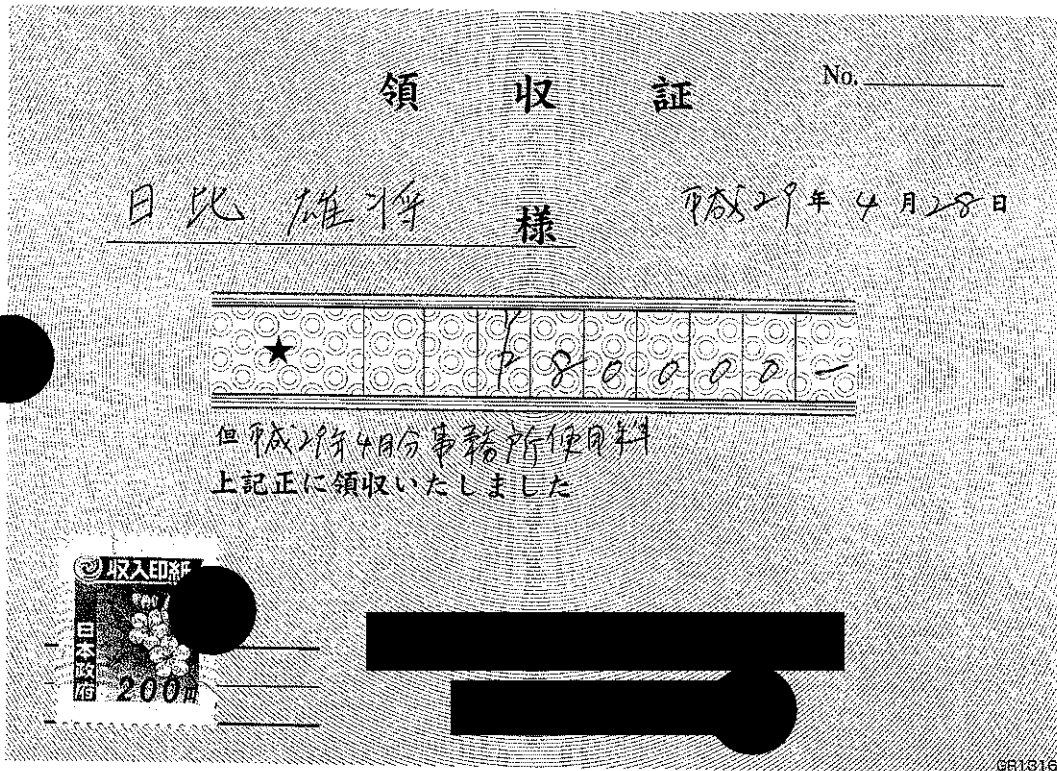 領収証
No.
日比 雄将 様
平成29年4月28日
★ ¥80000-
但 平成29年4月分事務所使用料
上記正に領収いたしました
収入印紙
日本政府
200円
GR1316